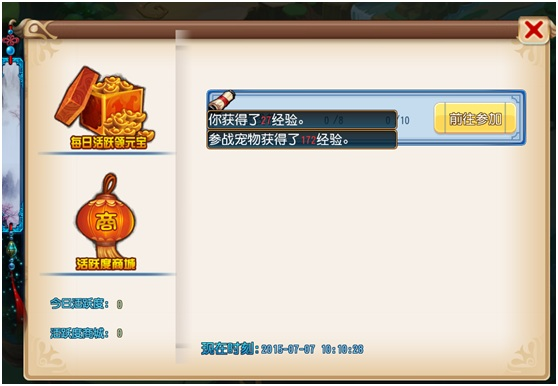 每日活跃领元宝
商
活跃度商城
今日活跃度: 0
活跃度商城: 0
你获得了27经验。
0/8
0/10
参战宠物获得了172经验。
前往参加
现在时刻:2015-07-07 10:10:28